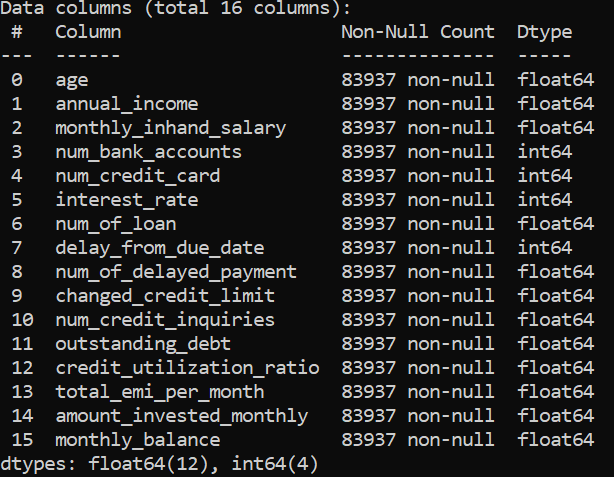 Data columns (total 16 columns):
 #   Column                    Non-Null Count  Dtype
---  ------                    --------------  -----
 0   age                       83937 non-null  float64
 1   annual_income             83937 non-null  float64
 2   monthly_inhand_salary     83937 non-null  float64
 3   num_bank_accounts         83937 non-null  int64
 4   num_credit_card           83937 non-null  int64
 5   interest_rate             83937 non-null  int64
 6   num_of_loan               83937 non-null  float64
 7   delay_from_due_date       83937 non-null  int64
 8   num_of_delayed_payment    83937 non-null  float64
 9   changed_credit_limit      83937 non-null  float64
 10  num_credit_inquiries      83937 non-null  float64
 11  outstanding_debt          83937 non-null  float64
 12  credit_utilization_ratio  83937 non-null  float64
 13  total_emi_per_month       83937 non-null  float64
 14  amount_invested_monthly   83937 non-null  float64
 15  monthly_balance           83937 non-null  float64
dtypes: float64(12), int64(4)